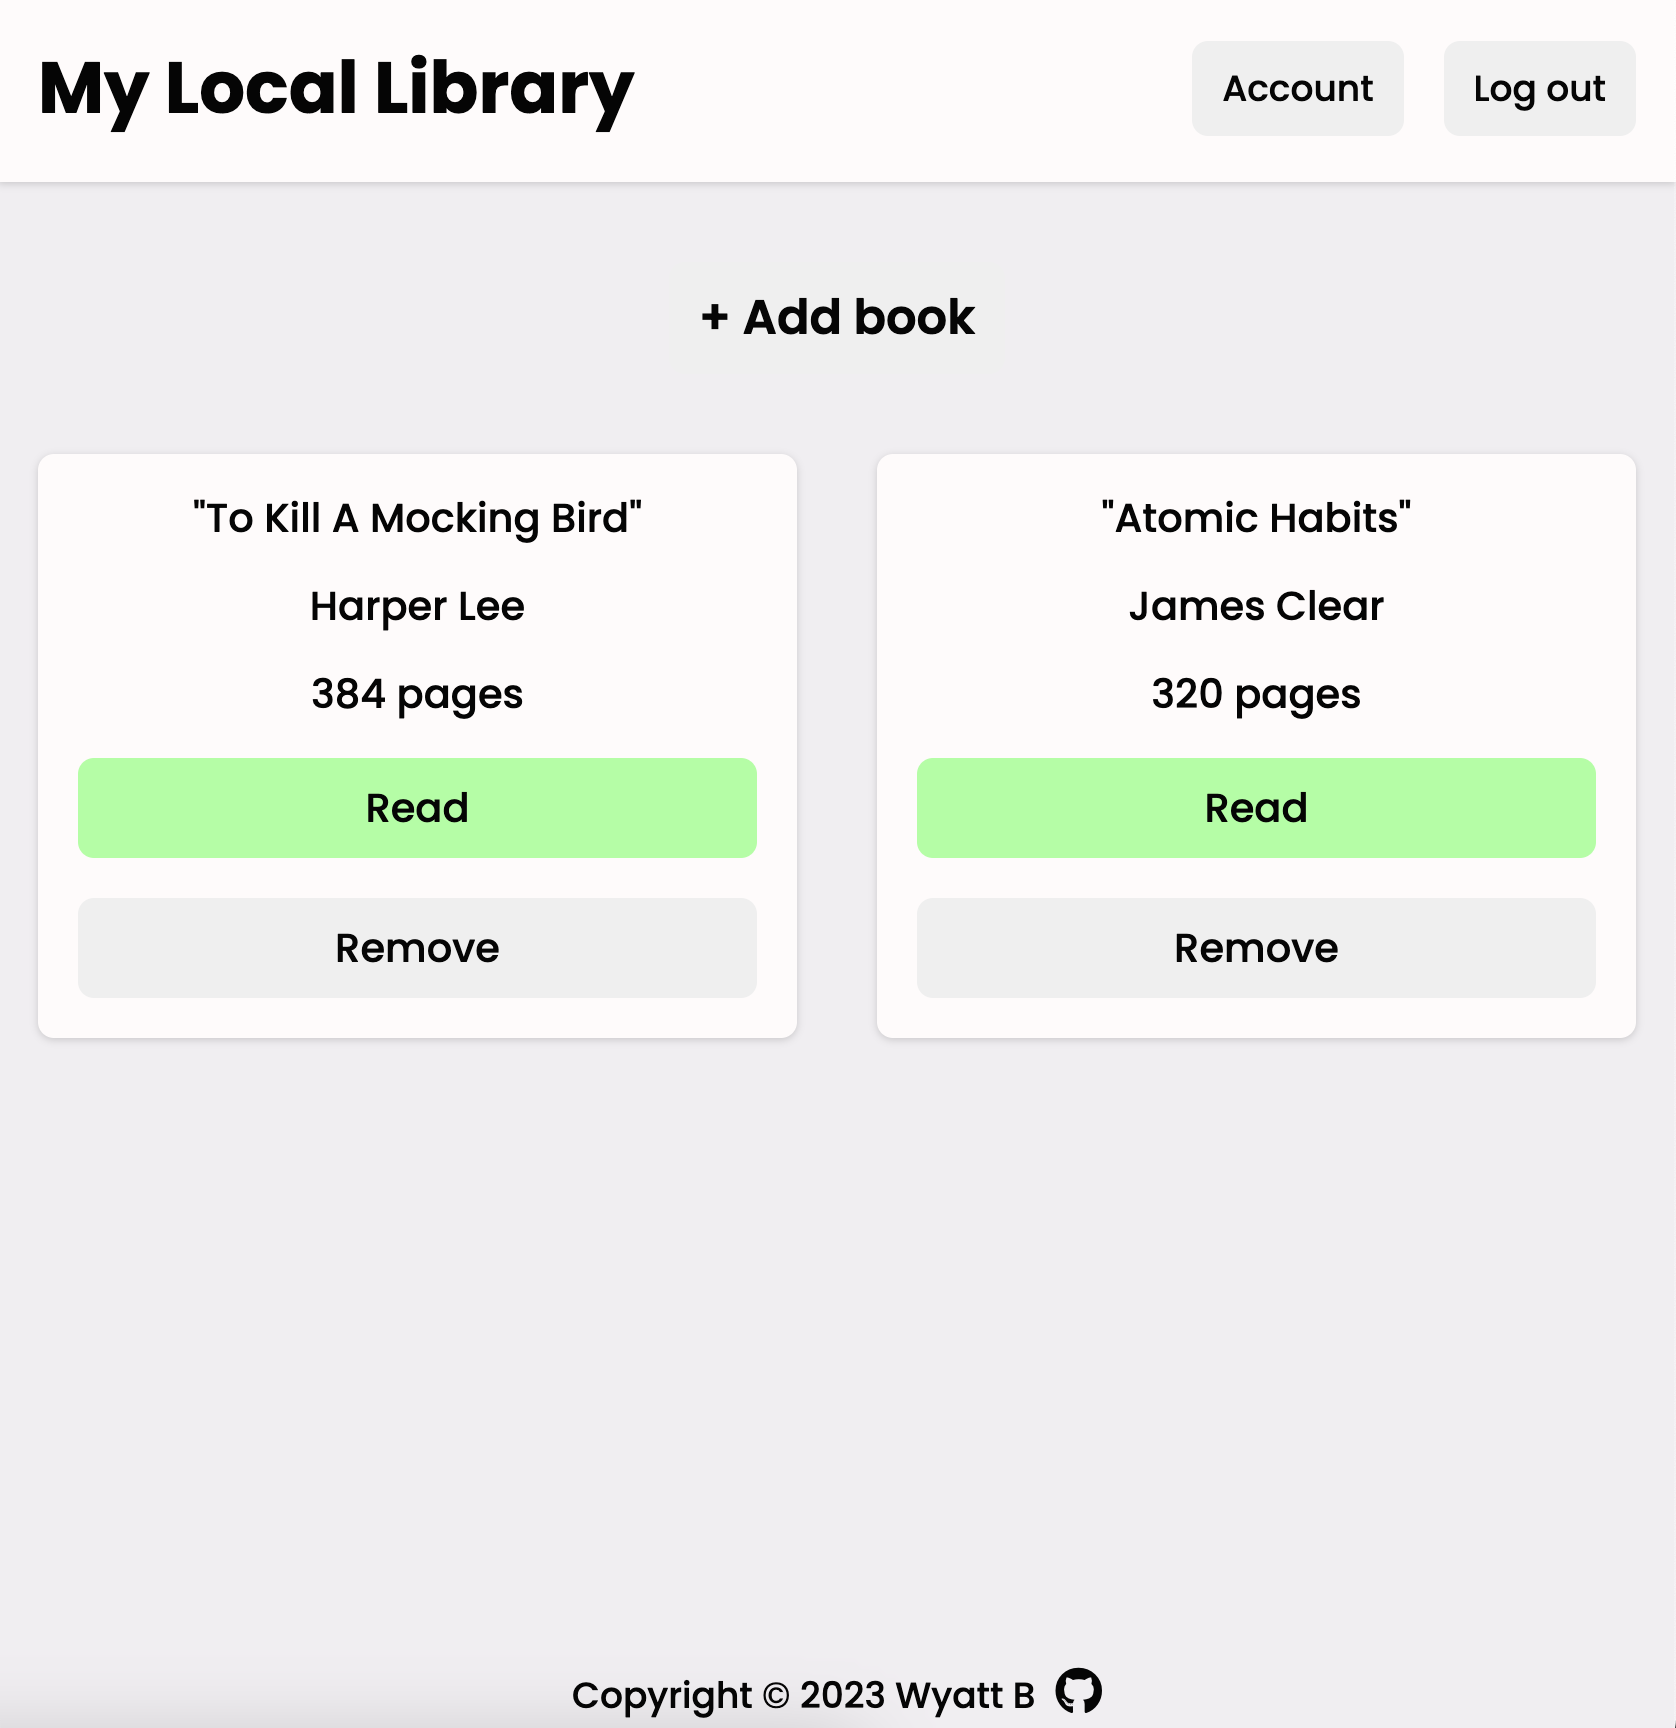 My Local Library
Account
Log out
+ Add book
"To Kill A Mocking Bird"
Harper Lee
384 pages
Read
Remove
"Atomic Habits"
James Clear
320 pages
Read
Remove
Copyright © 2023 Wyatt B